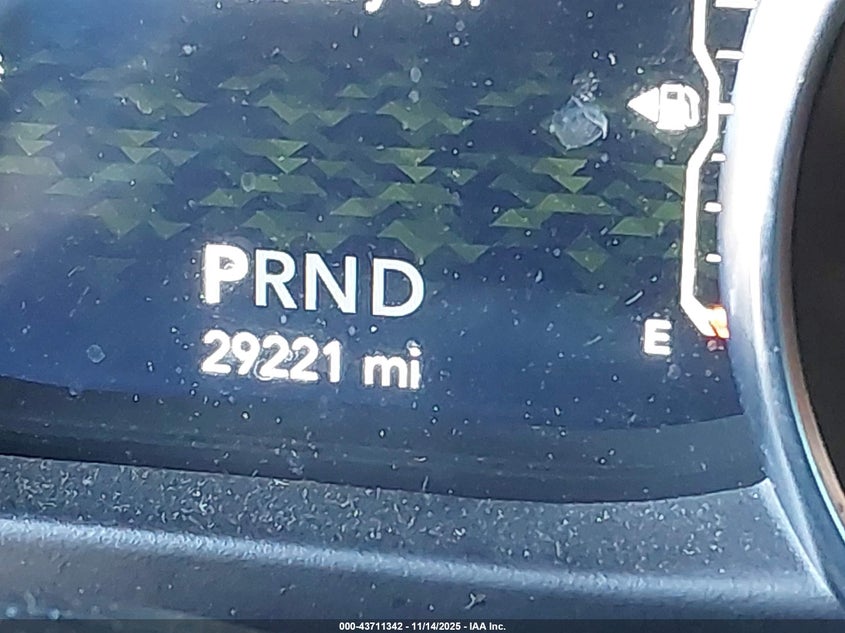 PRND
29221 mi
E
000-43711342 - 11/14/2025 - IAA Inc.